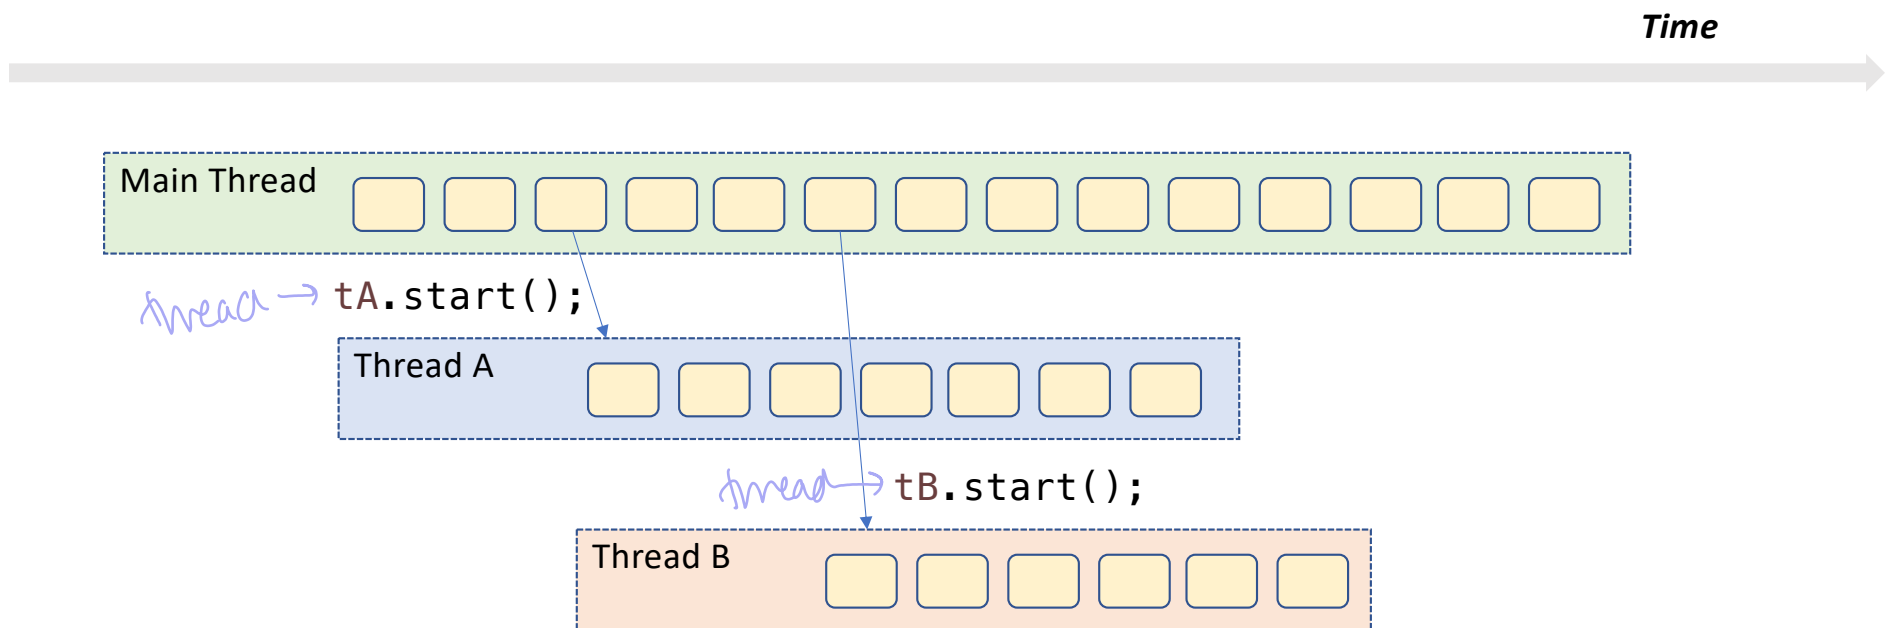 Time
Main Thread
thread → tA.start();
Thread A
thread → tB.start();
Thread B